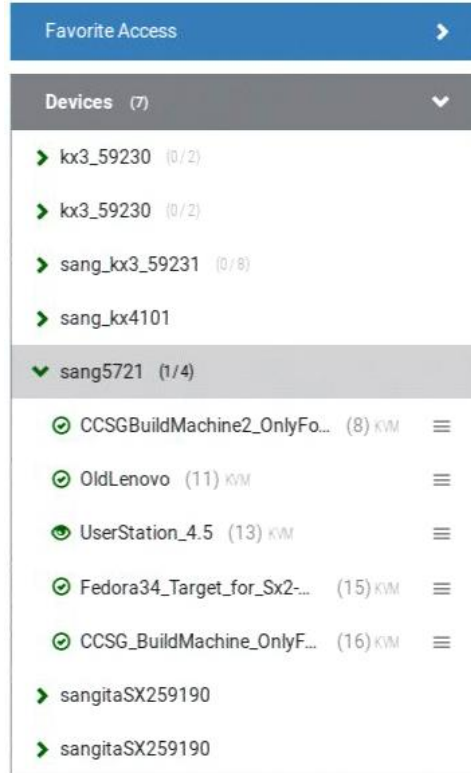 Favorite Access
Devices (7)
kx3_59230 (0/2)
kx3_59230 (0/2)
sang_kx3_59231 (0/8)
sang_kx4101
sang5721 (1/4)
CCSGBuildMachine2_OnlyFo... (8) KVM
OldLenovo (11) KVM
UserStation_4.5 (13) KVM
Fedora34_Target_for_Sx2-... (15) KVM
CCSG_BuildMachine_OnlyF... (16) KVM
sangitaSX259190
sangitaSX259190